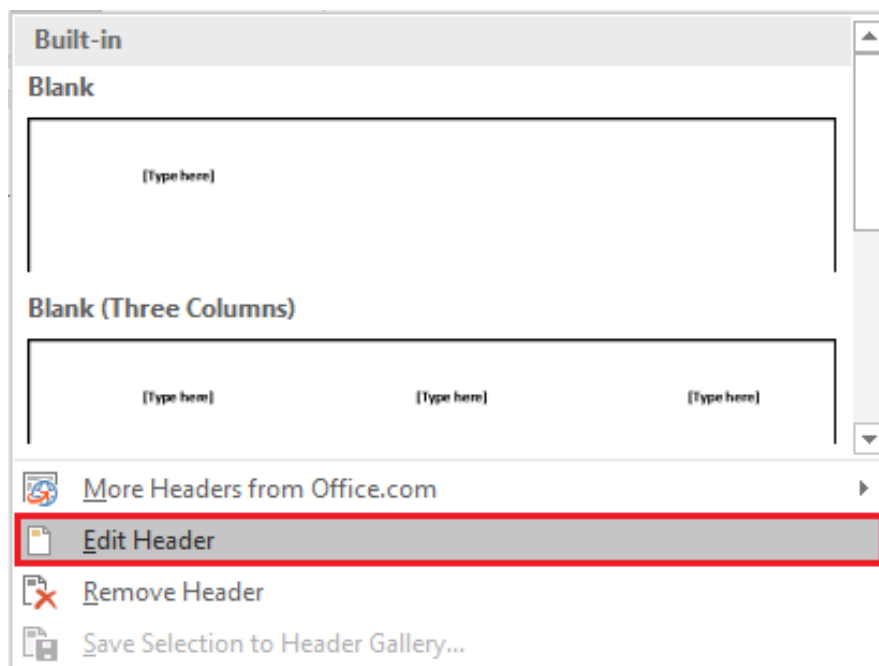 Built-in
Blank
[Type here]
Blank (Three Columns)
[Type here] [Type here] [Type here]
More Headers from Office.com
Edit Header
Remove Header
Save Selection to Header Gallery...